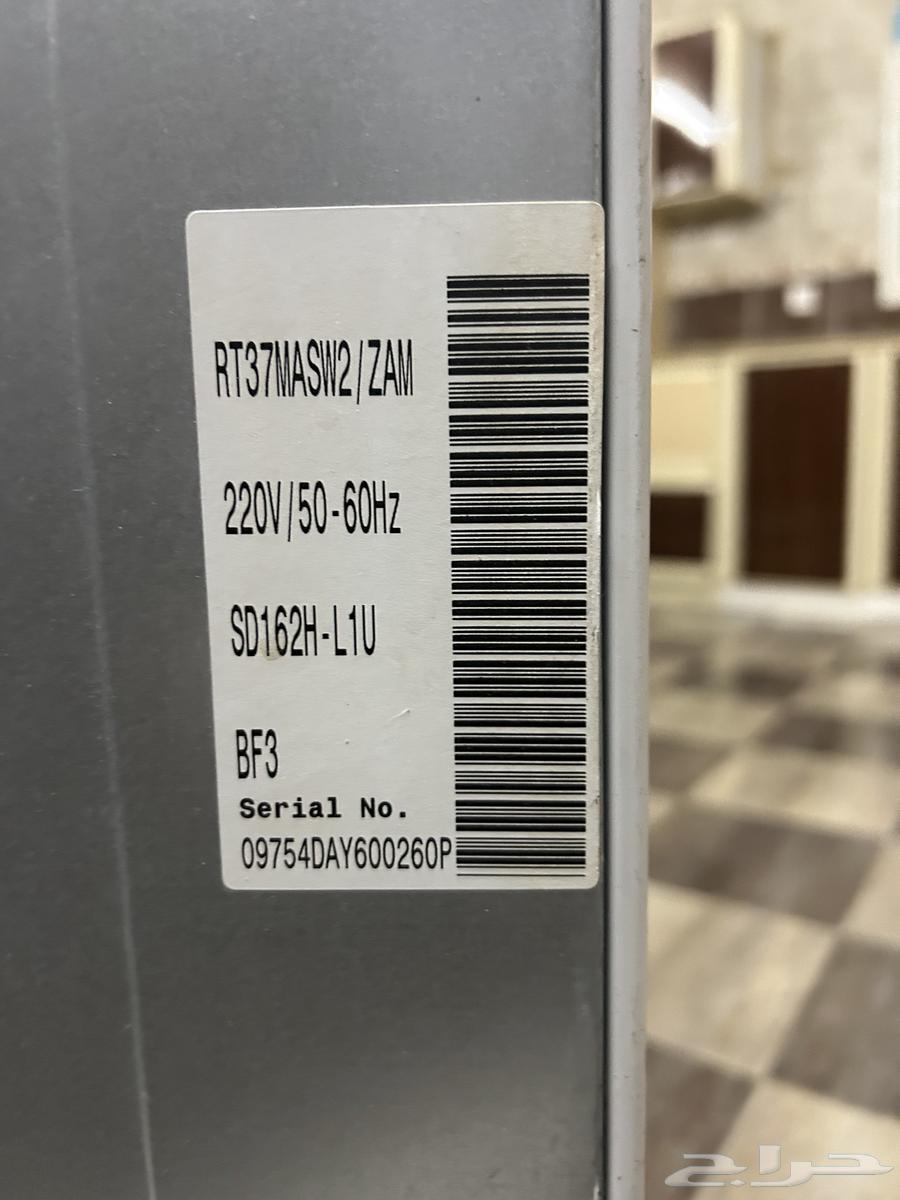 RT37MASW2/ZAM
220V/50-60Hz
SD162H-L1U
BF3
Serial No.
09754DAY600260P
حراج